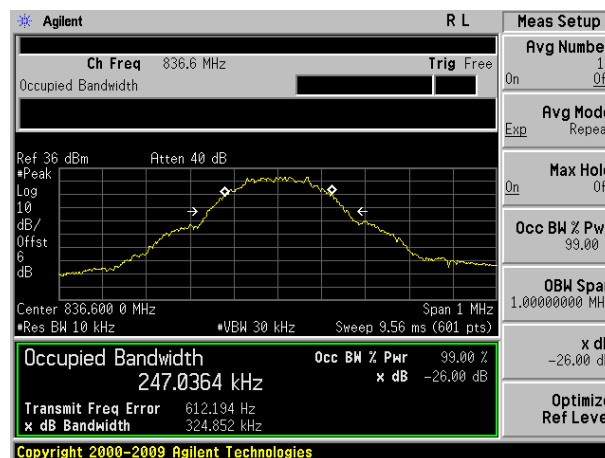 Agilent R L
Ch Freq 836.6 MHz Trig Free
Occupied Bandwidth
Ref 36 dBm Atten 40 dB
#Peak
Log
10
dB/
Offst
6
dB
Center 836.600 0 MHz Span 1 MHz
#Res BW 10 kHz #VBW 30 kHz Sweep 9.56 ms (601 pts)
Occupied Bandwidth Occ BW % Pwr 99.00 %
247.0364 kHz x dB -26.00 dB
Transmit Freq Error 612.194 Hz
x dB Bandwidth 324.852 kHz
Copyright 2000-2009 Agilent Technologies
Meas Setup
Avg Numbe
1
On Of
Avg Mod
Exp Repea
Max Hol
On Of
Occ BW % Pw
99.00
OBW Spa
1.00000000 MH
x d
-26.00 d
Optimiz
Ref Leve